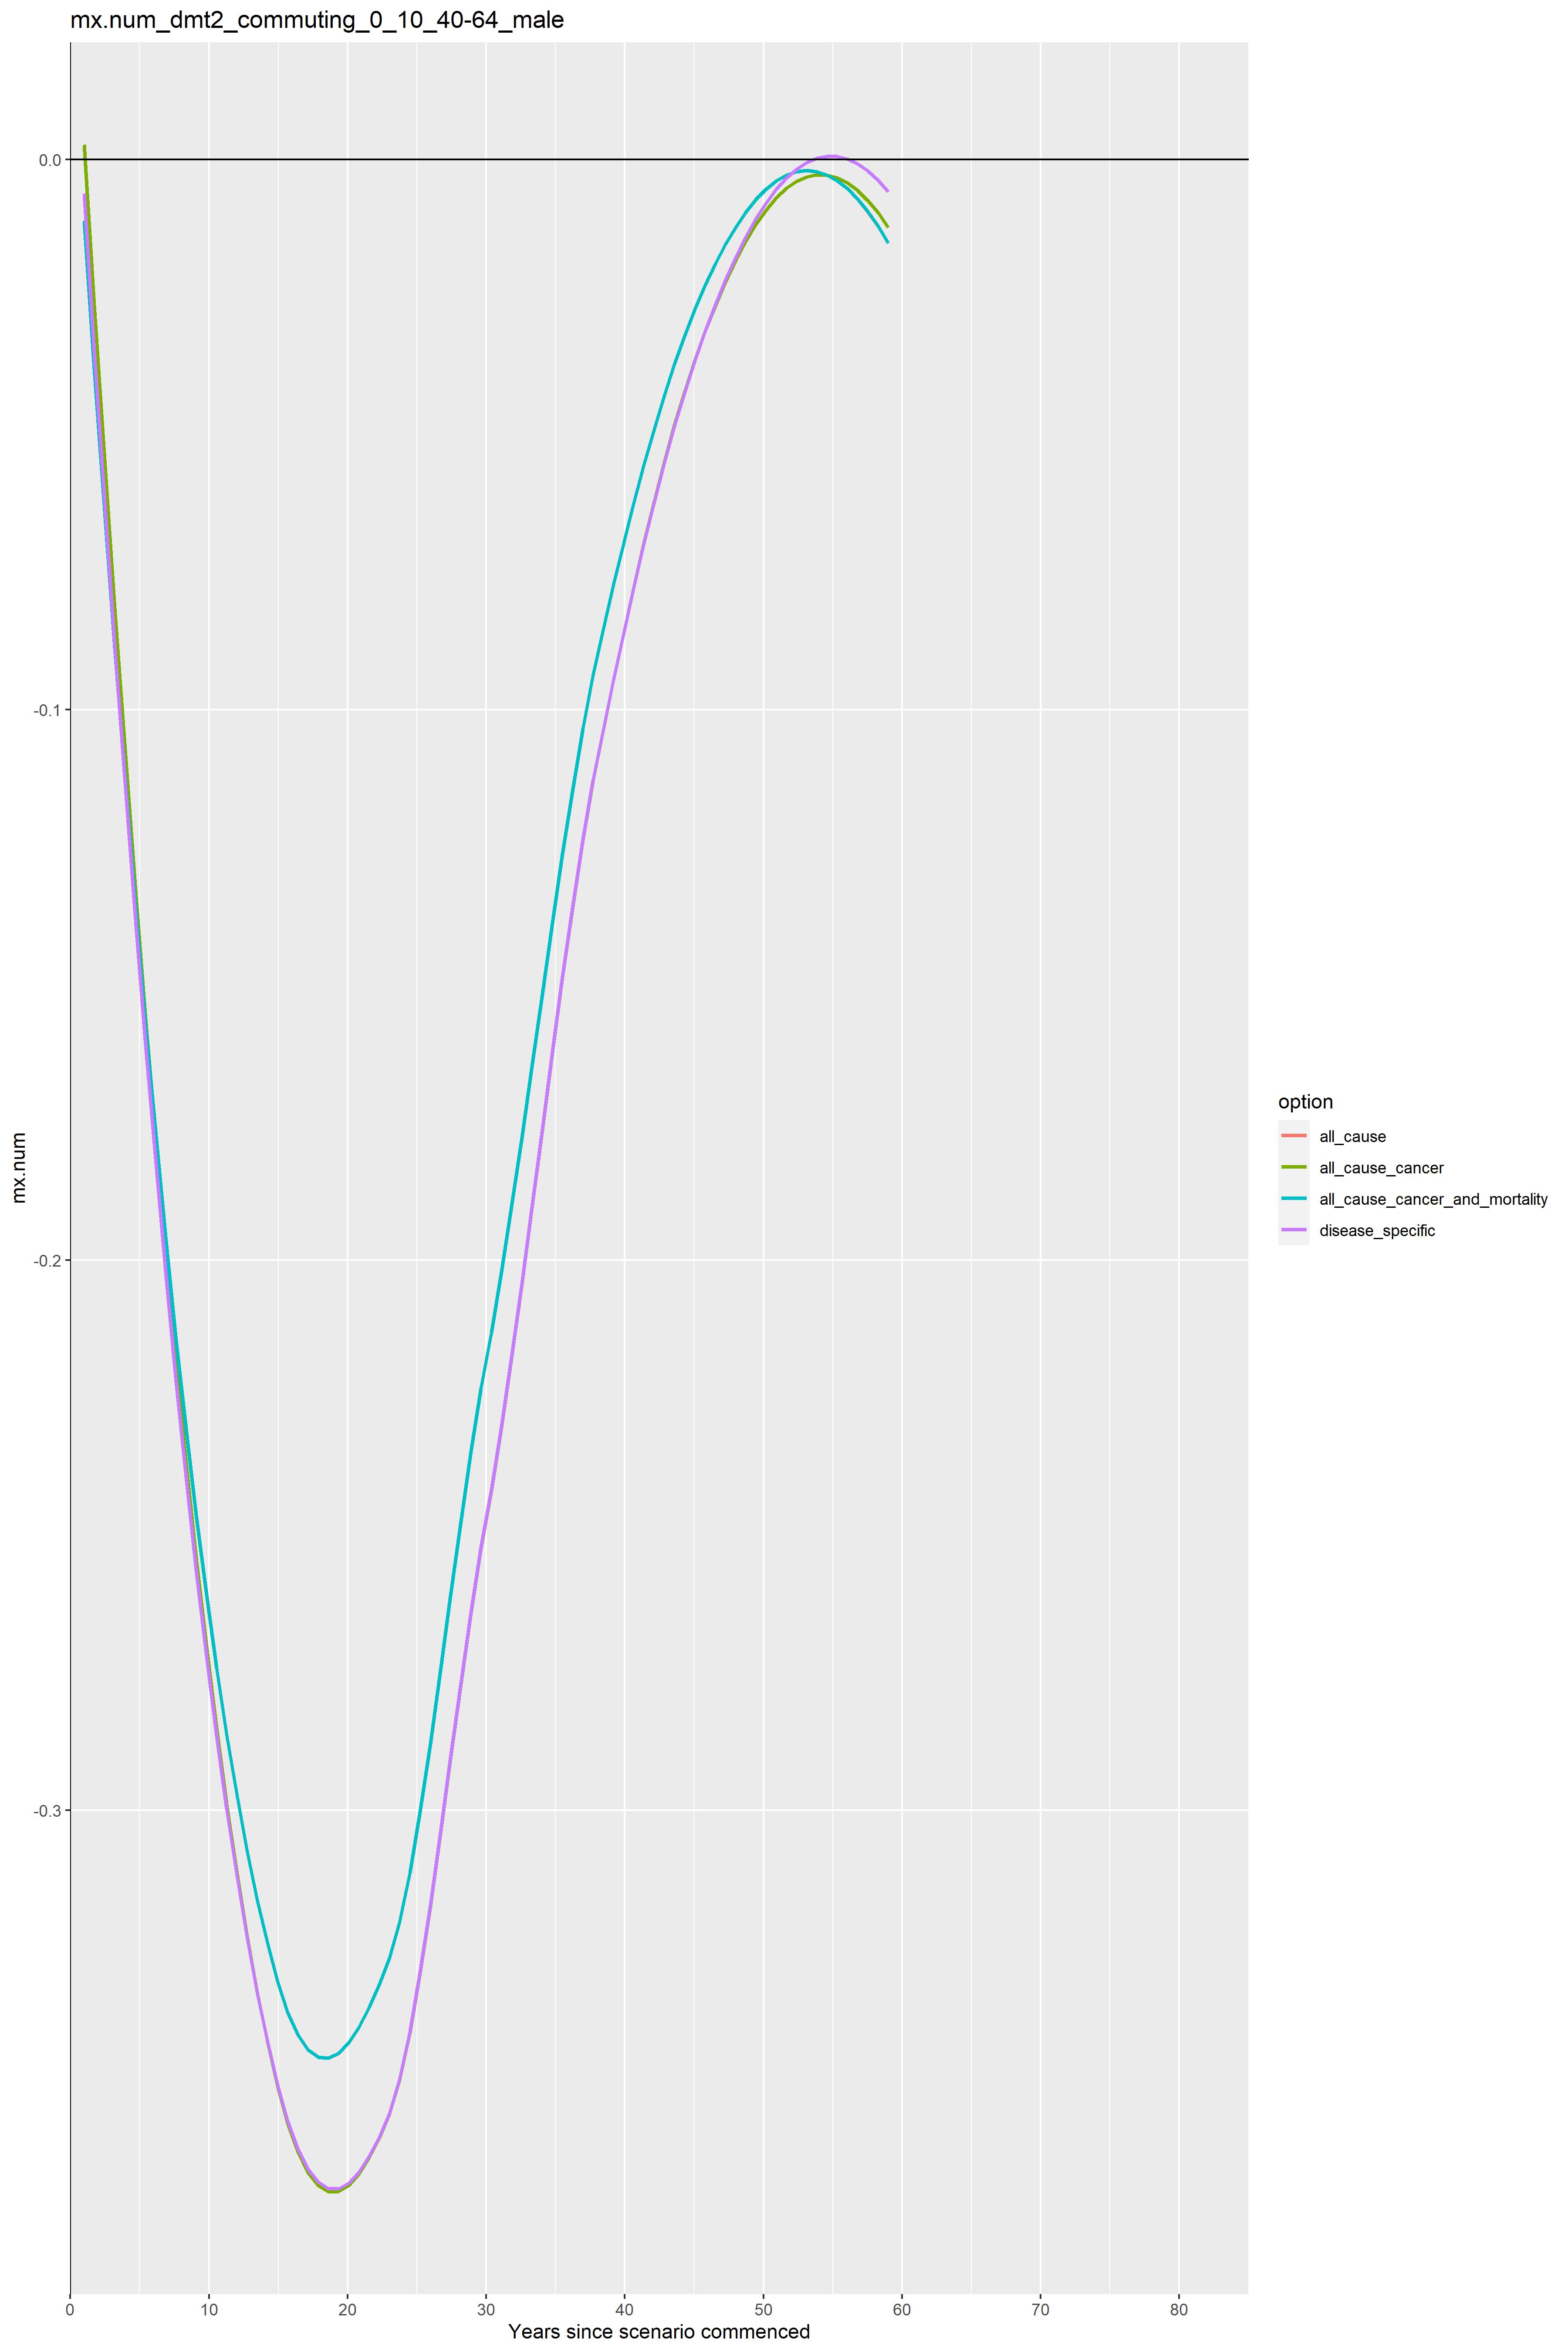 mx.num_dmt2_commuting_0_10_40-64_male
0.0
-0.1
-0.2
-0.3
mx.num
0 10 20 30 40 50 60 70 80
Years since scenario commenced
option
all_cause
all_cause_cancer
all_cause_cancer_and_mortality
disease_specific